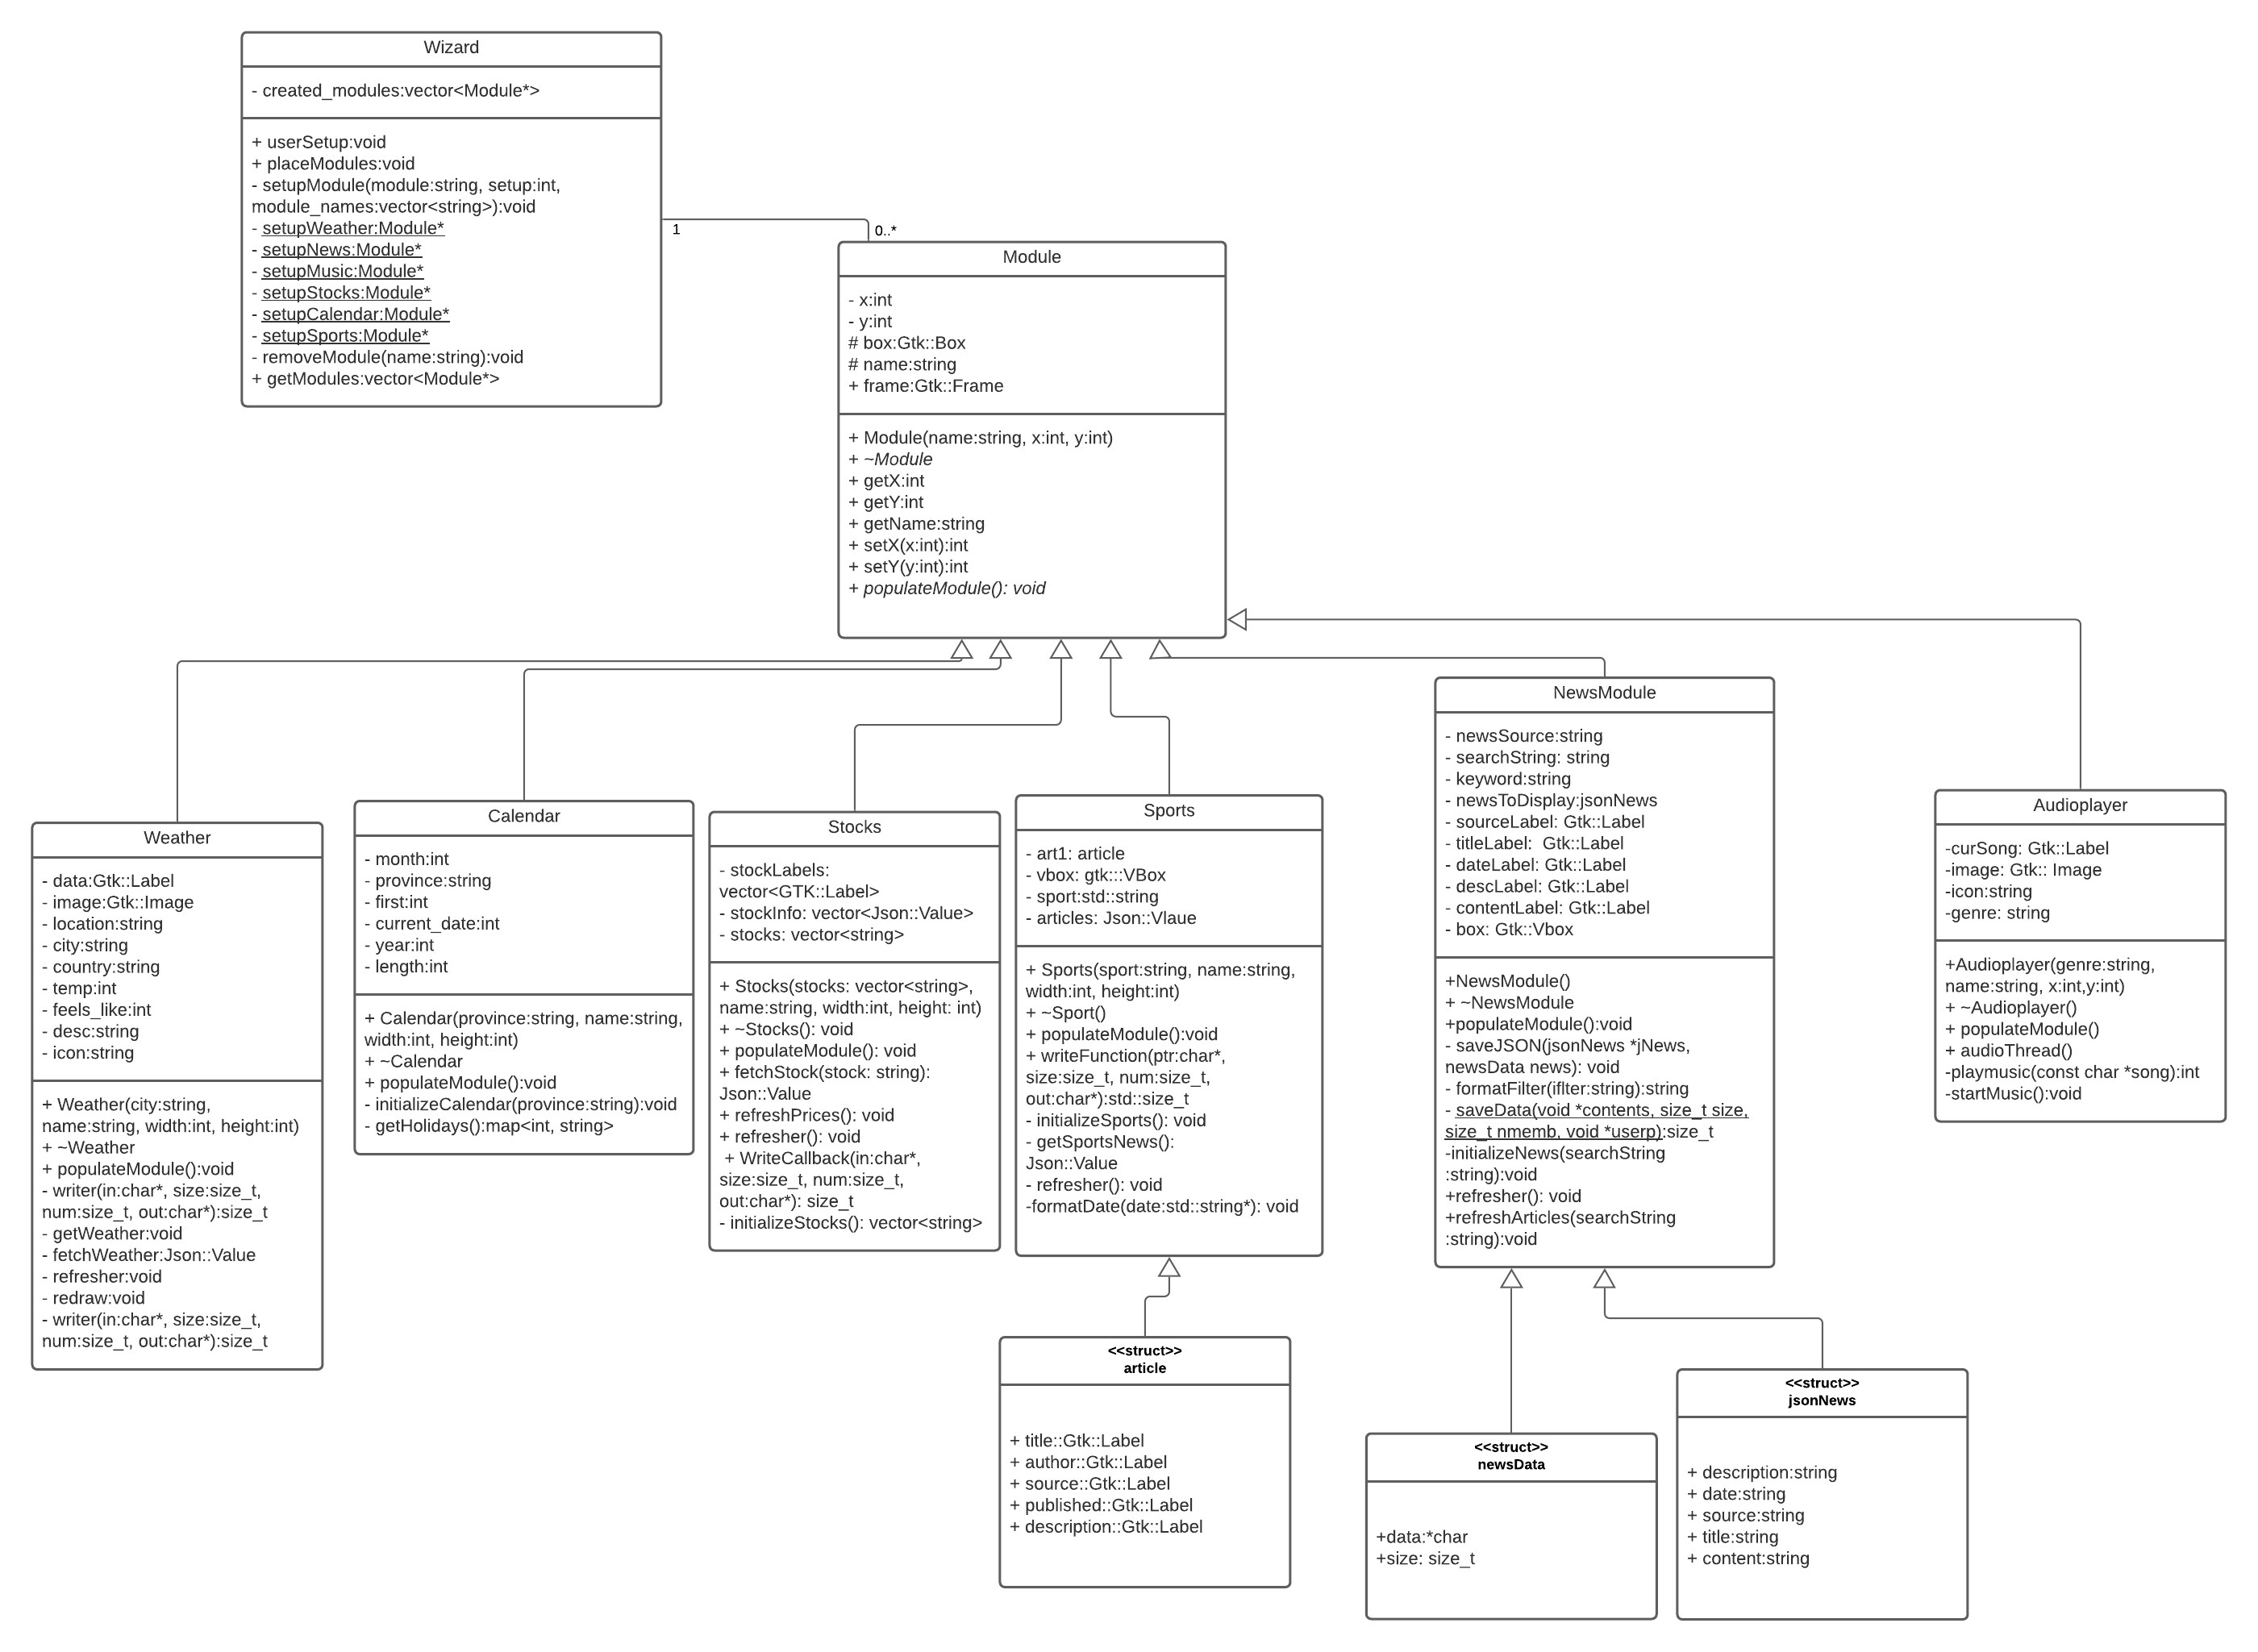 Wizard
- created_modules:vector<Module*>
+ userSetup:void
+ placeModules:void
- setupModule(module:string, setup:int,
module_names:vector<string>):void
- setupWeather:Module*
- setupNews:Module*
- setupMusic:Module*
- setupStocks:Module*
- setupCalendar:Module*
- setupSports:Module*
- removeModule(name:string):void
+ getModules:vector<Module*>
1
0..*
Module
- x:int
- y:int
# box:Gtk::Box
# name:string
+ frame:Gtk::Frame
+ Module(name:string, x:int, y:int)
+ ~Module
+ getX:int
+ getY:int
+ getName:string
+ setX(x:int):int
+ setY(y:int):int
+ populateModule(): void
Weather
- data:Gtk::Label
- image:Gtk::Image
- location:string
- city:string
- country:string
- temp:int
- feels_like:int
- desc:string
- icon:string
+ Weather(city:string,
name:string, width:int, height:int)
+ ~Weather
+ populateModule():void
- writer(in:char*, size:size_t,
num:size_t, out:char*):size_t
- getWeather:void
- fetchWeather:Json::Value
- refresher:void
- redraw:void
- writer(in:char*, size:size_t,
num:size_t, out:char*):size_t
Calendar
- month:int
- province:string
- first:int
- current_date:int
- year:int
- length:int
+ Calendar(province:string, name:string,
width:int, height:int)
+ ~Calendar
+ populateModule():void
- initializeCalendar(province:string):void
- getHolidays():map<int, string>
Stocks
- stockLabels:
vector<GTK::Label>
- stockInfo: vector<Json::Value>
- stocks: vector<string>
+ Stocks(stocks: vector<string>,
name:string, width:int, height: int)
+ ~Stocks(): void
+ populateModule(): void
+ fetchStock(stock: string):
Json::Value
+ refreshPrices(): void
+ refresher(): void
+ WriteCallback(in:char*,
size:size_t, num:size_t,
out:char*): size_t
- initializeStocks(): vector<string>
Sports
- art1: article
- vbox: gtk:::VBox
- sport:std::string
- articles: Json::Vlaue
+ Sports(sport:string, name:string,
width:int, height:int)
+ ~Sport()
+ populateModule():void
+ writeFunction(ptr:char*,
size:size_t, num:size_t,
out:char*):std::size_t
- initializeSports(): void
- getSportsNews():
Json::Value
- refresher(): void
-formatDate(date:std::string*): void
NewsModule
- newsSource:string
- searchString: string
- keyword:string
- newsToDisplay:jsonNews
- sourceLabel: Gtk::Label
- titleLabel:  Gtk::Label
- dateLabel: Gtk::Label
- descLabel: Gtk::Label
- contentLabel: Gtk::Label
- box: Gtk::Vbox
+NewsModule()
+ ~NewsModule
+populateModule():void
- saveJSON(jsonNews *jNews,
newsData news): void
- formatFilter(iflter:string):string
- saveData(void *contents, size_t size,
size_t nmemb, void *userp):size_t
-initializeNews(searchString
:string):void
+refresher(): void
+refreshArticles(searchString
:string):void
Audioplayer
-curSong: Gtk::Label
-image: Gtk:: Image
-icon:string
-genre: string
+Audioplayer(genre:string,
name:string, x:int,y:int)
+ ~Audioplayer()
+ populateModule()
+ audioThread()
-playmusic(const char *song):int
-startMusic():void
<<struct>>
article
+ title::Gtk::Label
+ author::Gtk::Label
+ source::Gtk::Label
+ published::Gtk::Label
+ description::Gtk::Label
<<struct>>
newsData
+data:*char
+size: size_t
<<struct>>
jsonNews
+ description:string
+ date:string
+ source:string
+ title:string
+ content:string